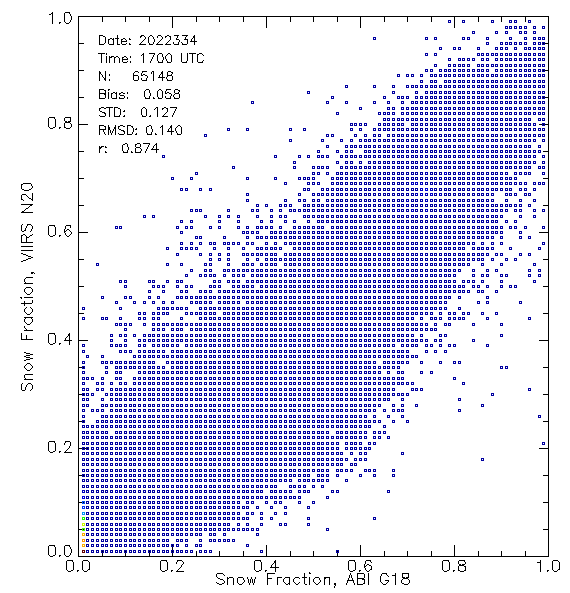 1.0
Date: 2022334
Time: 1700 UTC
N: 65148
Bias: 0.058
STD: 0.127
RMSD: 0.140
r: 0.874
0.8
0.6
0.4
0.2
0.0
Snow Fraction, VIIRS N20
0.0 0.2 0.4 0.6 0.8 1.0
Snow Fraction, ABI G18